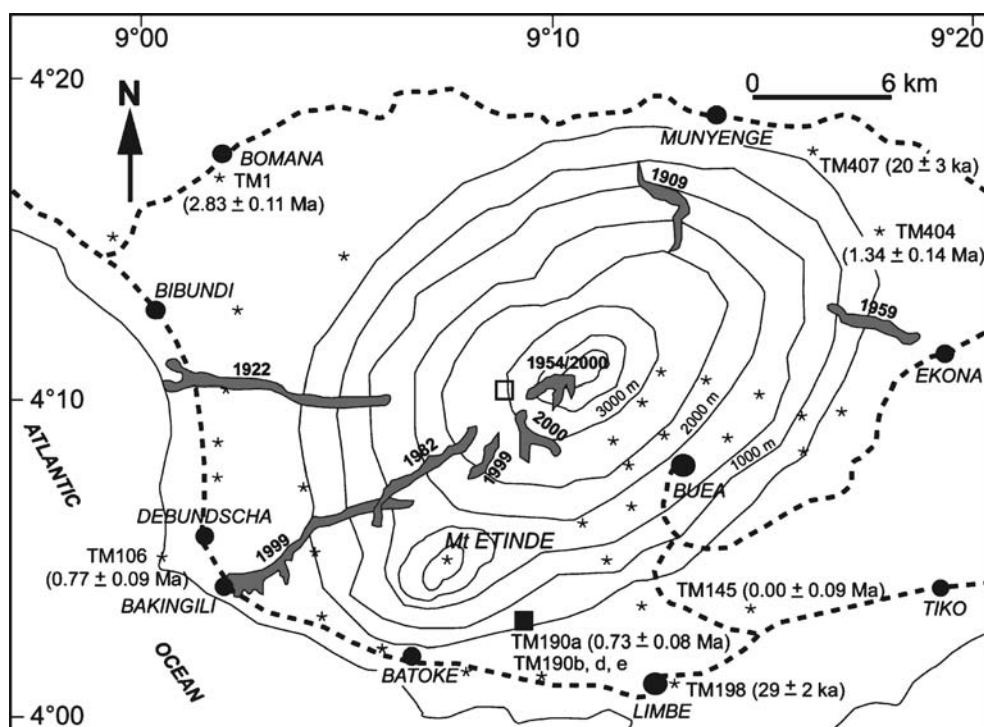 9°00
9°10
9°20
4°20
N
0 6 km
MUNYENGE
BOMANA
TM1
(2.83 ± 0.11 Ma)
1909
TM407 (20 ± 3 ka)
TM404
(1.34 ± 0.14 Ma)
BIBUNDI
1959
1922
1954/2000
EKONA
4°10
3000 m
2000 m
1000 m
2000
1982
1999
BUEA
ATLANTIC
DEBUNDSCHA
1999
Mt ETINDE
TM106
(0.77 ± 0.09 Ma)
BAKINGILI
TM145 (0.00 ± 0.09 Ma)
TIKO
TM190a (0.73 ± 0.08 Ma)
TM190b, d, e
OCEAN
BATOKE
TM198 (29 ± 2 ka)
LIMBE
4°00